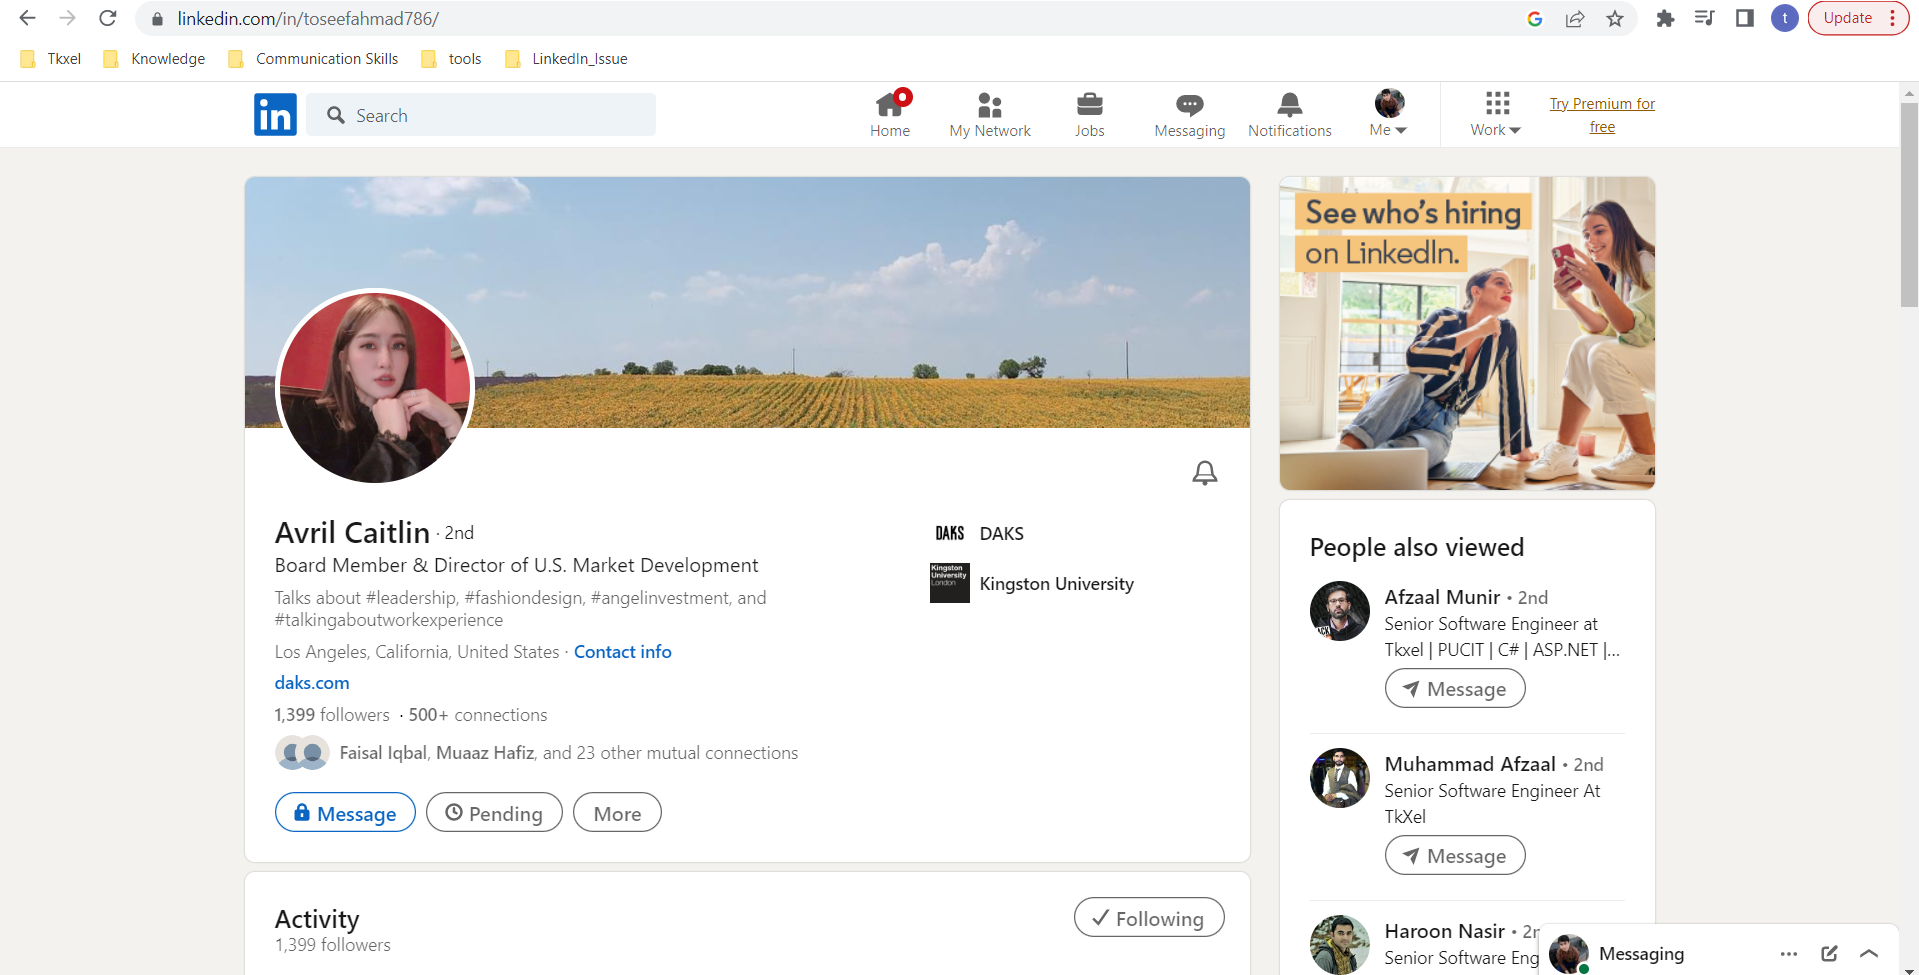 linkedin.com/in/toseefahmad786/
t
Update
Tkxel
Knowledge
Communication Skills
tools
LinkedIn_Issue
in
Search
Home
My Network
Jobs
Messaging
Notifications
Me
Work
Try Premium for
free
See who's hiring
on LinkedIn.
Avril Caitlin · 2nd
Board Member & Director of U.S. Market Development
Talks about #leadership, #fashiondesign, #angelinvestment, and
#talkingaboutworkexperience
Los Angeles, California, United States · Contact info
daks.com
1,399 followers · 500+ connections
Faisal Iqbal, Muaaz Hafiz, and 23 other mutual connections
Message
Pending
More
DAKS DAKS
Kingston
University
London
Kingston University
Activity
1,399 followers
Following
People also viewed
Afzaal Munir • 2nd
Senior Software Engineer at
Tkxel | PUCIT | C# | ASP.NET |...
Message
Muhammad Afzaal • 2nd
Senior Software Engineer At
TkXel
Message
Haroon Nasir • 2n
Senior Software Eng
Messaging